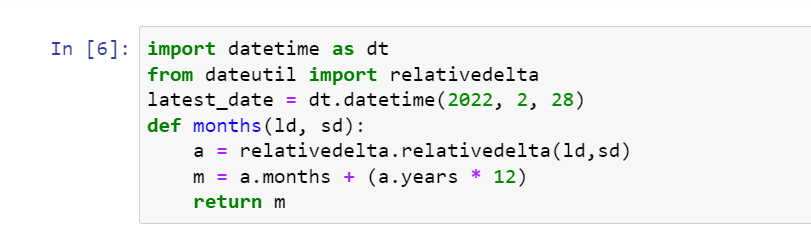 In [6]: import datetime as dt
from dateutil import relativedelta
latest_date = dt.datetime(2022, 2, 28)
def months(ld, sd):
    a = relativedelta.relativedelta(ld,sd)
    m = a.months + (a.years * 12)
    return m